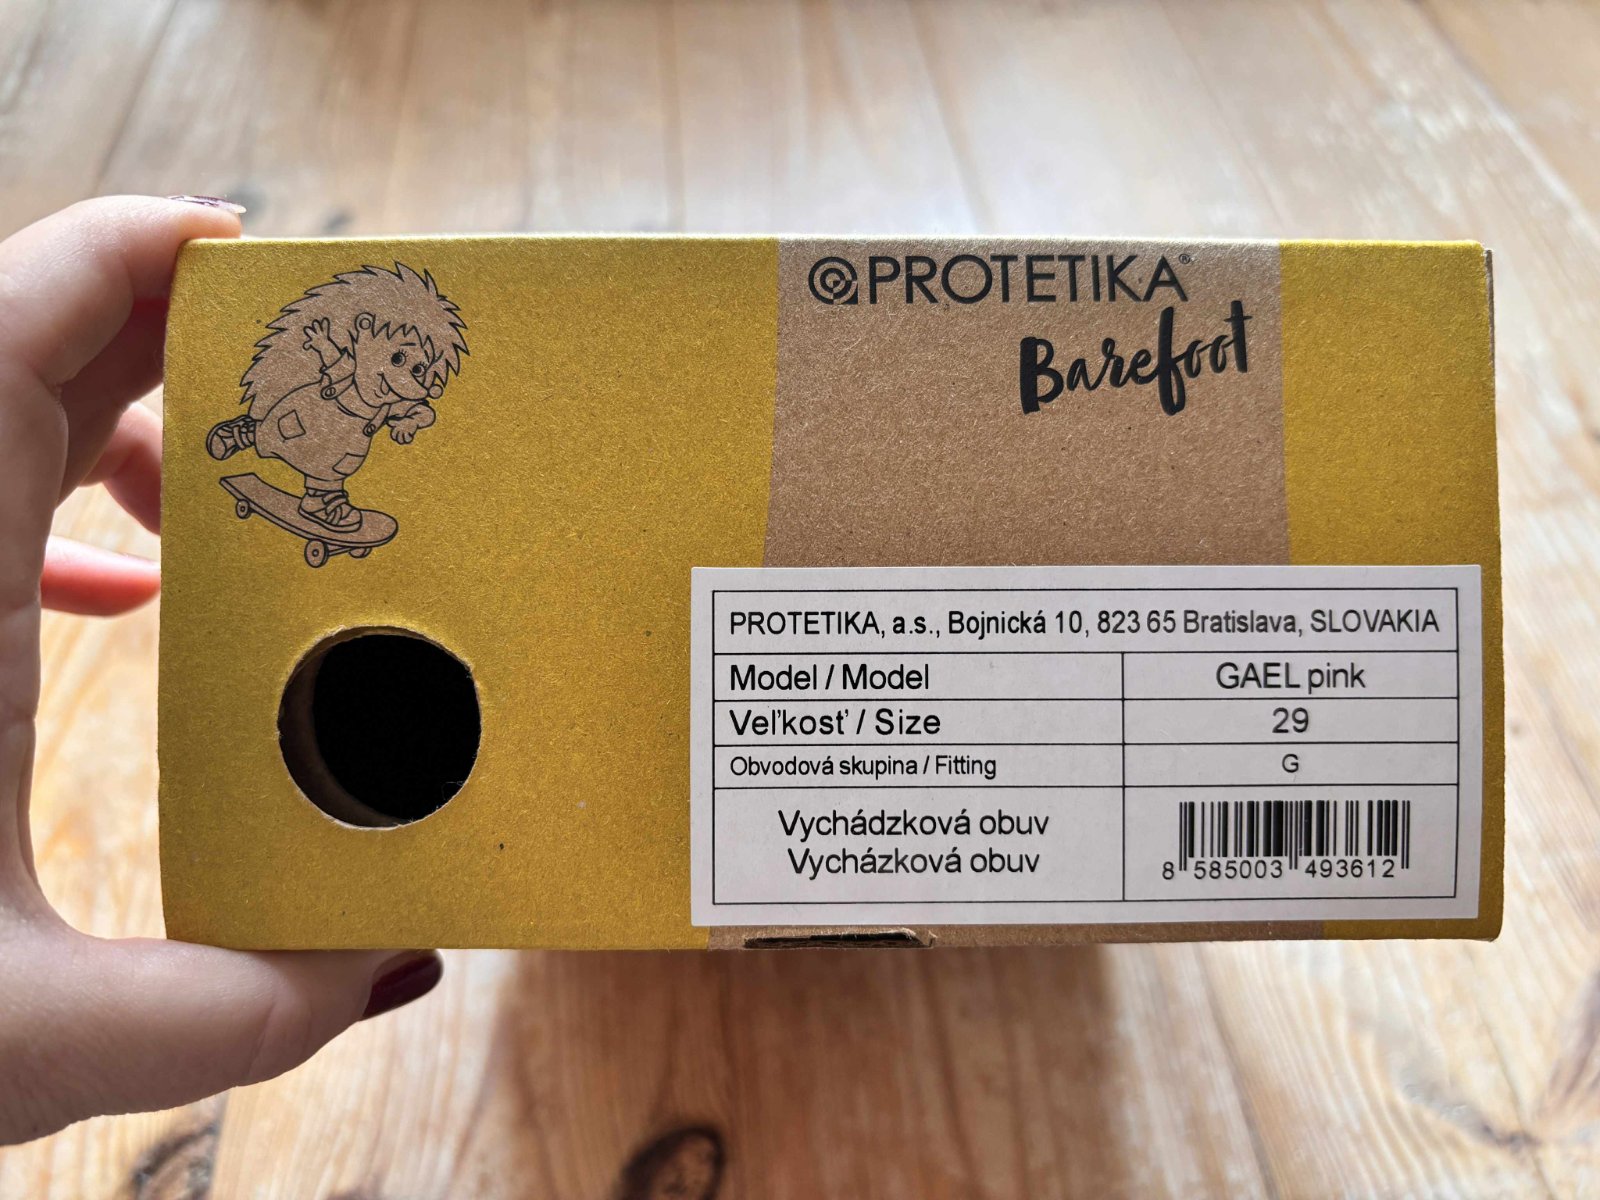 PROTETIKA®
Barefoot
PROTETIKA, a.s., Bojnická 10, 823 65 Bratislava, SLOVAKIA
Model / Model GAEL pink
Veľkosť / Size 29
Obvodová skupina / Fitting G
Vychádzková obuv
Vycházková obuv
8 585003 493612